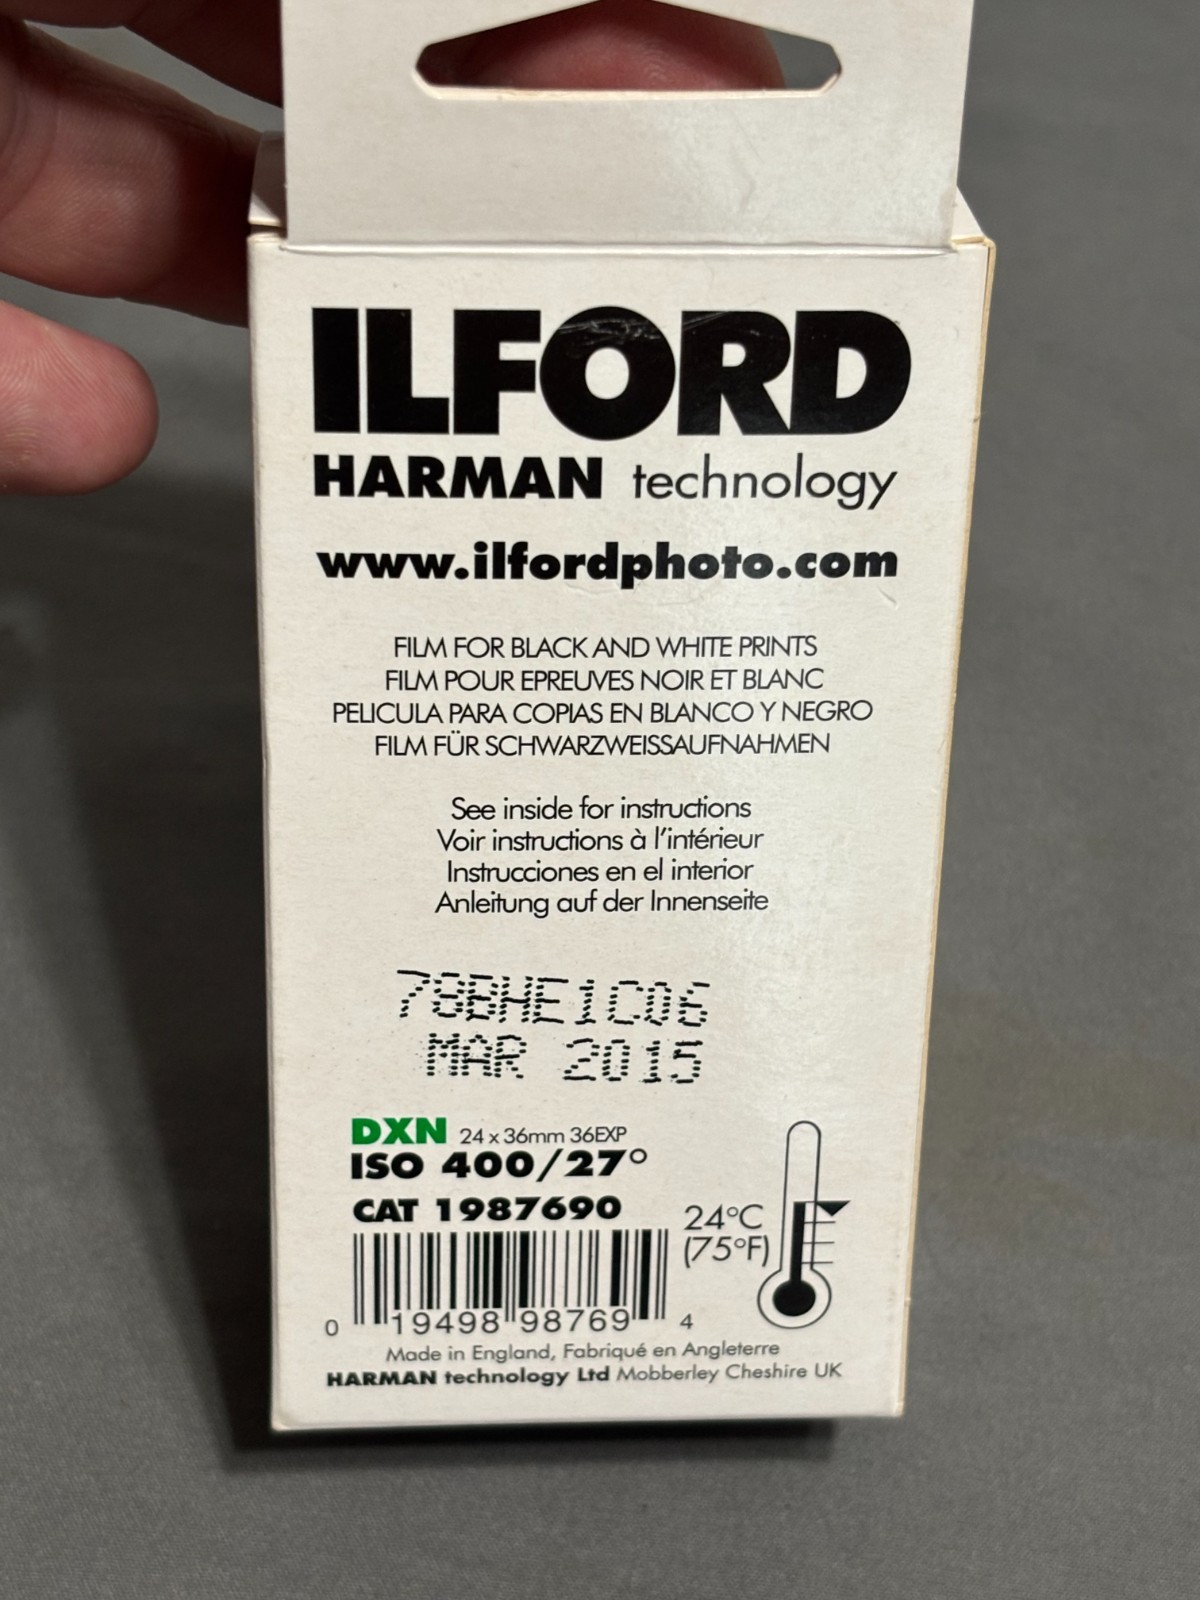 ILFORD
HARMAN technology
www.ilfordphoto.com
FILM FOR BLACK AND WHITE PRINTS
FILM POUR EPREUVES NOIR ET BLANC
PELICULA PARA COPIAS EN BLANCO Y NEGRO
FILM FÜR SCHWARZWEISSAUFNAHMEN
See inside for instructions
Voir instructions à l'intérieur
Instrucciones en el interior
Anleitung auf der Innenseite
78BHE1C06
MAR 2015
DXN 24 x 36mm 36EXP
ISO 400/27°
CAT 1987690
24°C
(75°F)
0 19498 98769 4
Made in England, Fabriqué en Angleterre
HARMAN technology Ltd Mobberley Cheshire UK